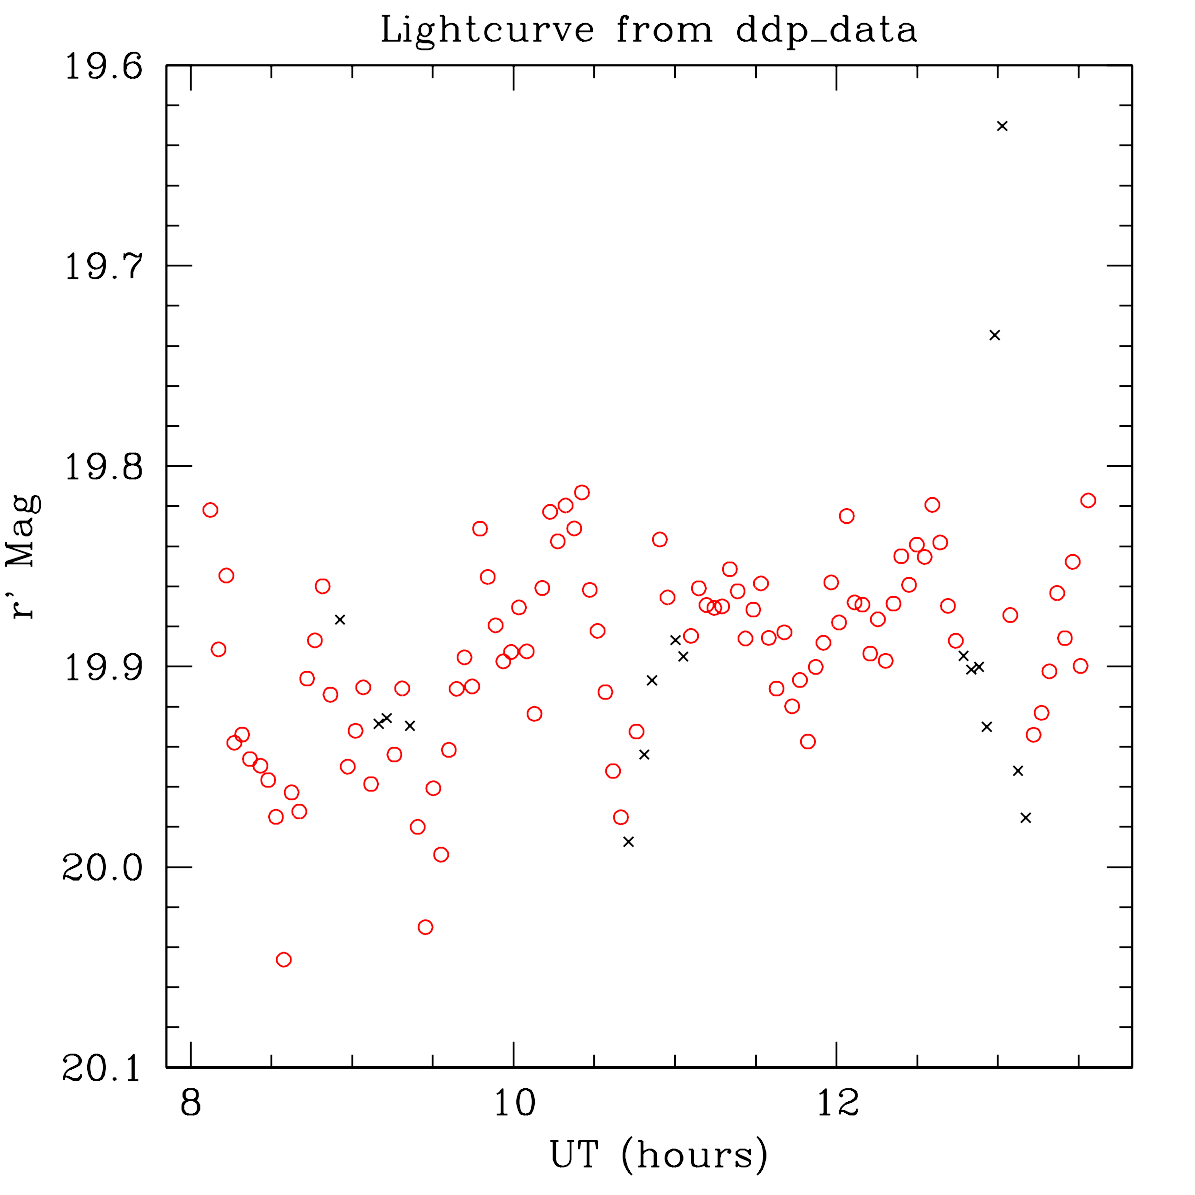 Lightcurve from ddp_data
19.6
19.7
19.8
19.9
20.0
20.1
r' Mag
8 10 12
UT (hours)